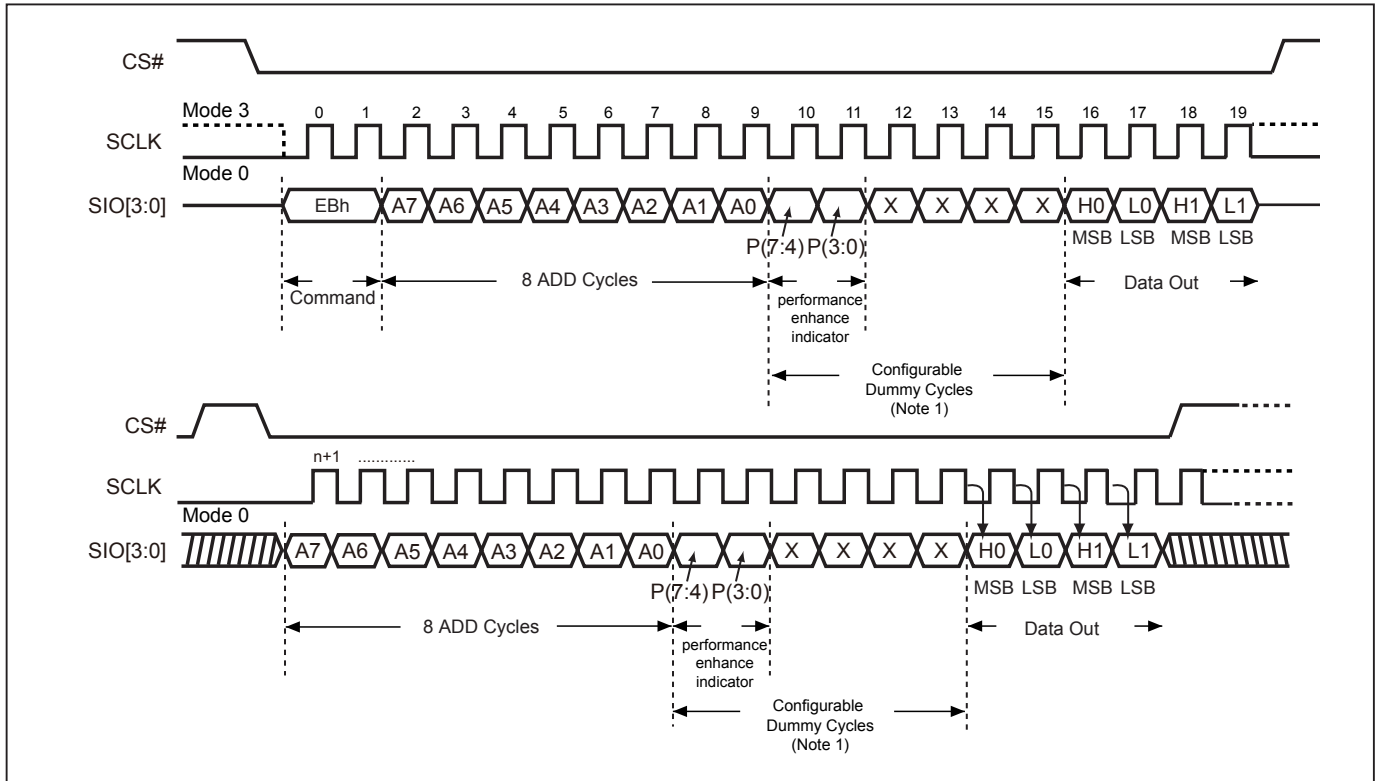 CS#
Mode 3
0 1 2 3 4 5 6 7 8 9 10 11 12 13 14 15 16 17 18 19
SCLK
Mode 0
SIO[3:0] EBh A7 A6 A5 A4 A3 A2 A1 A0 X X X X H0 L0 H1 L1
P(7:4) P(3:0) MSB LSB MSB LSB
Command 8 ADD Cycles Data Out
performance
enhance
indicator
Configurable
Dummy Cycles
(Note 1)
CS#
n+1 .............
SCLK
Mode 0
SIO[3:0] A7 A6 A5 A4 A3 A2 A1 A0 X X X X H0 L0 H1 L1
P(7:4) P(3:0) MSB LSB MSB LSB
8 ADD Cycles Data Out
performance
enhance
indicator
Configurable
Dummy Cycles
(Note 1)